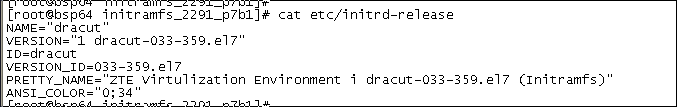 [root@bsp64 initramfs_2291_p7b1]#
[root@bsp64 initramfs_2291_p7b1]# cat etc/initrd-release
NAME="dracut"
VERSION="1 dracut-033-359.el7"
ID=dracut
VERSION_ID=033-359.el7
PRETTY_NAME="ZTE Virtulization Environment i dracut-033-359.el7 (Initramfs)"
ANSI_COLOR="0;34"
[root@bsp64 initramfs_2291_p7b1]#